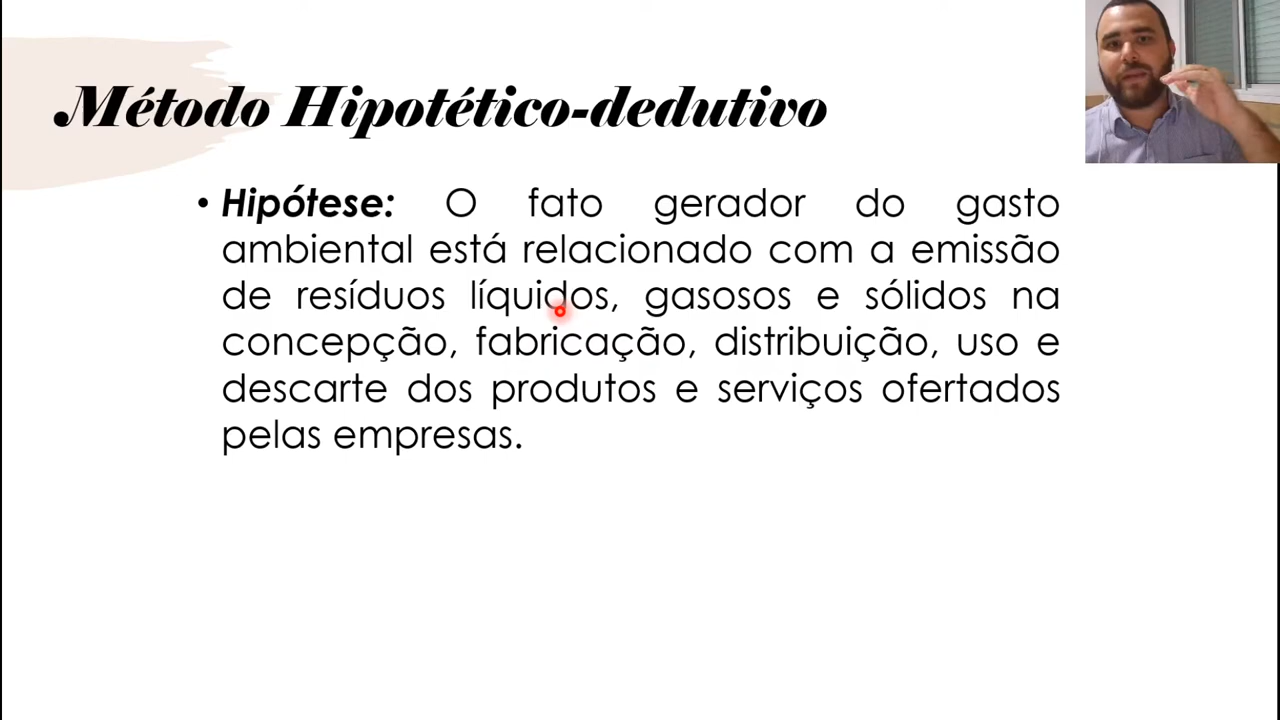 Método Hipotético-dedutivo
• Hipótese: O fato gerador do gasto
ambiental está relacionado com a emissão
de resíduos líquidos, gasosos e sólidos na
concepção, fabricação, distribuição, uso e
descarte dos produtos e serviços ofertados
pelas empresas.